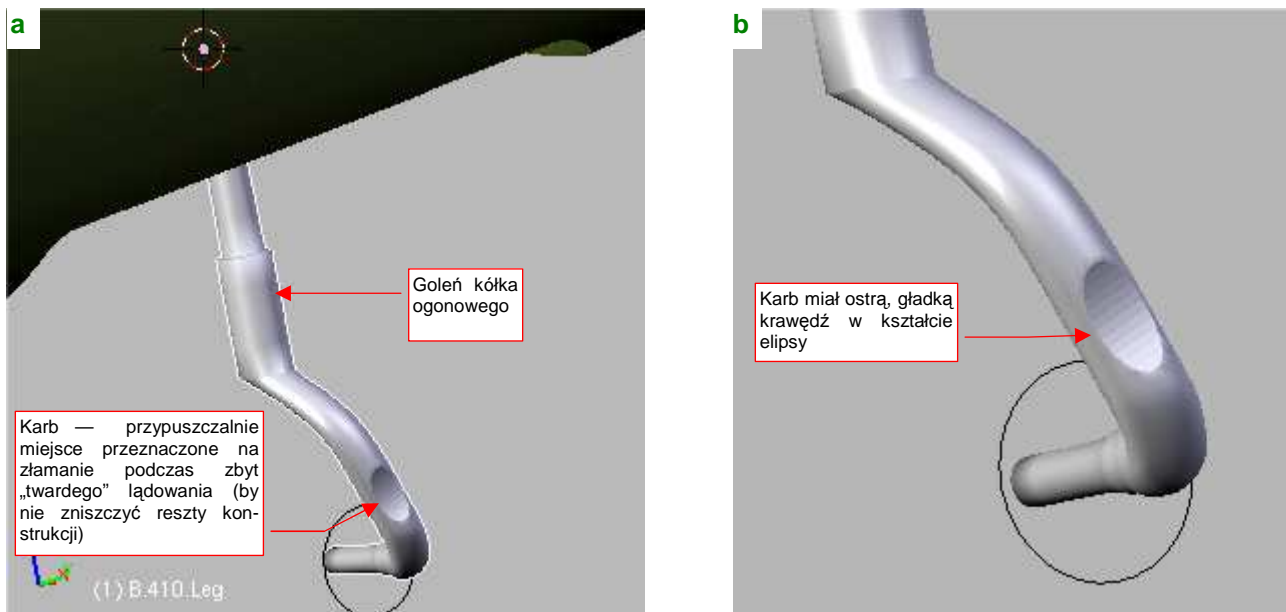 a
Goleń kółka
ogonowego
Karb — przypuszczalnie
miejsce przeznaczone na
złamanie podczas zbyt
„twardego” lądowania (by
nie zniszczyć reszty kon-
strukcji)
(1) B.410.Leg
b
Karb miał ostrą, gładką
krawędź w kształcie
elipsy